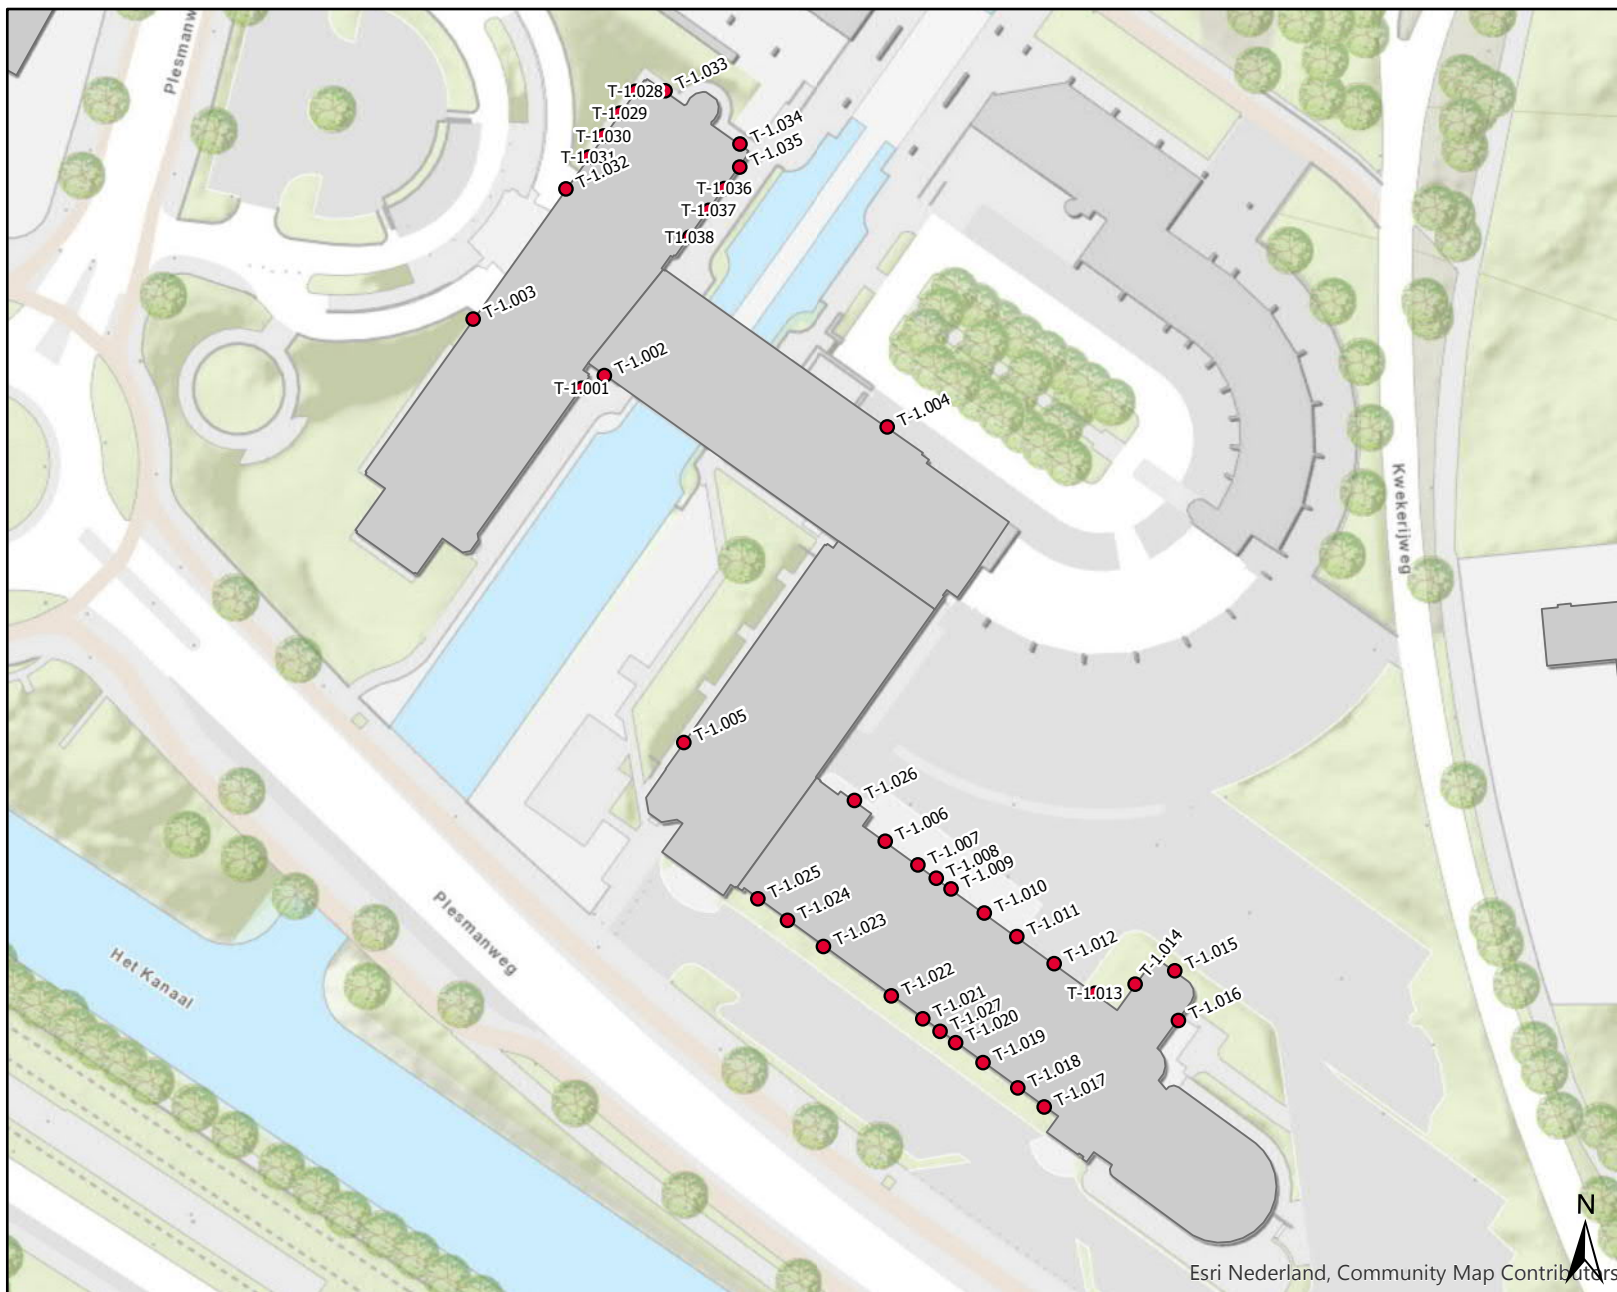 Plesmanw
T-1.033
T-1.028
T-1.029
T-1.030
T-1.031
T-1.032
T-1.034
T-1.035
T-1.036
T-1.037
T1.038
T-1.003
T-1.002
T-1.001
T-1.004
Kwekerijweg
T-1.005
T-1.026
T-1.006
T-1.007
T-1.008
T-1.009
T-1.010
T-1.011
T-1.012
T-1.013
T-1.014
T-1.015
T-1.016
T-1.025
T-1.024
T-1.023
T-1.022
T-1.021
T-1.027
T-1.020
T-1.019
T-1.018
T-1.017
Plesmanweg
Het Kanaal
N
Esri Nederland, Community Map Contributors